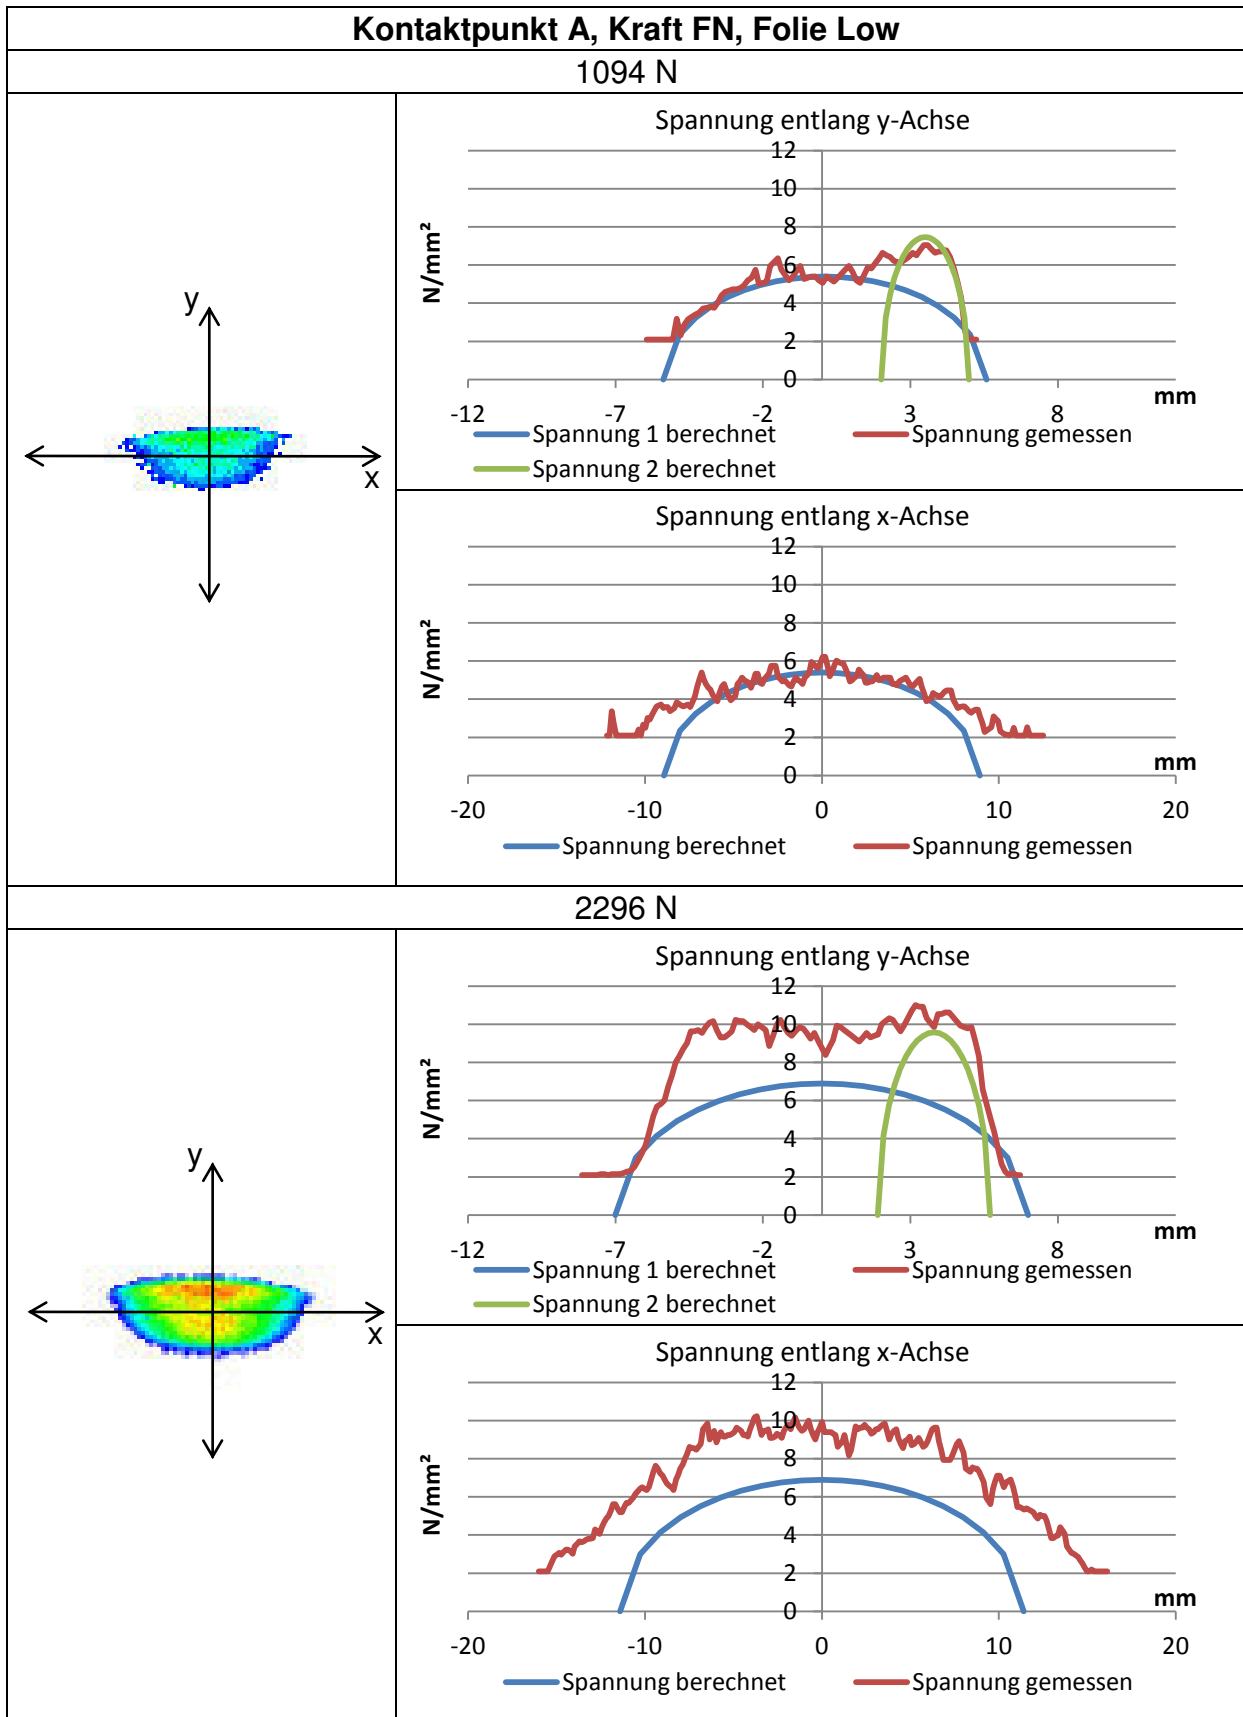 Kontaktpunkt A, Kraft FN, Folie Low
1094 N
y
x
Spannung entlang y-Achse
N/mm²
12
10
8
6
4
2
0
-12 -7 -2 3 8
mm
Spannung 1 berechnet Spannung gemessen
Spannung 2 berechnet
Spannung entlang x-Achse
N/mm²
12
10
8
6
4
2
0
-20 -10 0 10 20
mm
Spannung berechnet Spannung gemessen
2296 N
y
x
Spannung entlang y-Achse
N/mm²
12
10
8
6
4
2
0
-12 -7 -2 3 8
mm
Spannung 1 berechnet Spannung gemessen
Spannung 2 berechnet
Spannung entlang x-Achse
N/mm²
12
10
8
6
4
2
0
-20 -10 0 10 20
mm
Spannung berechnet Spannung gemessen